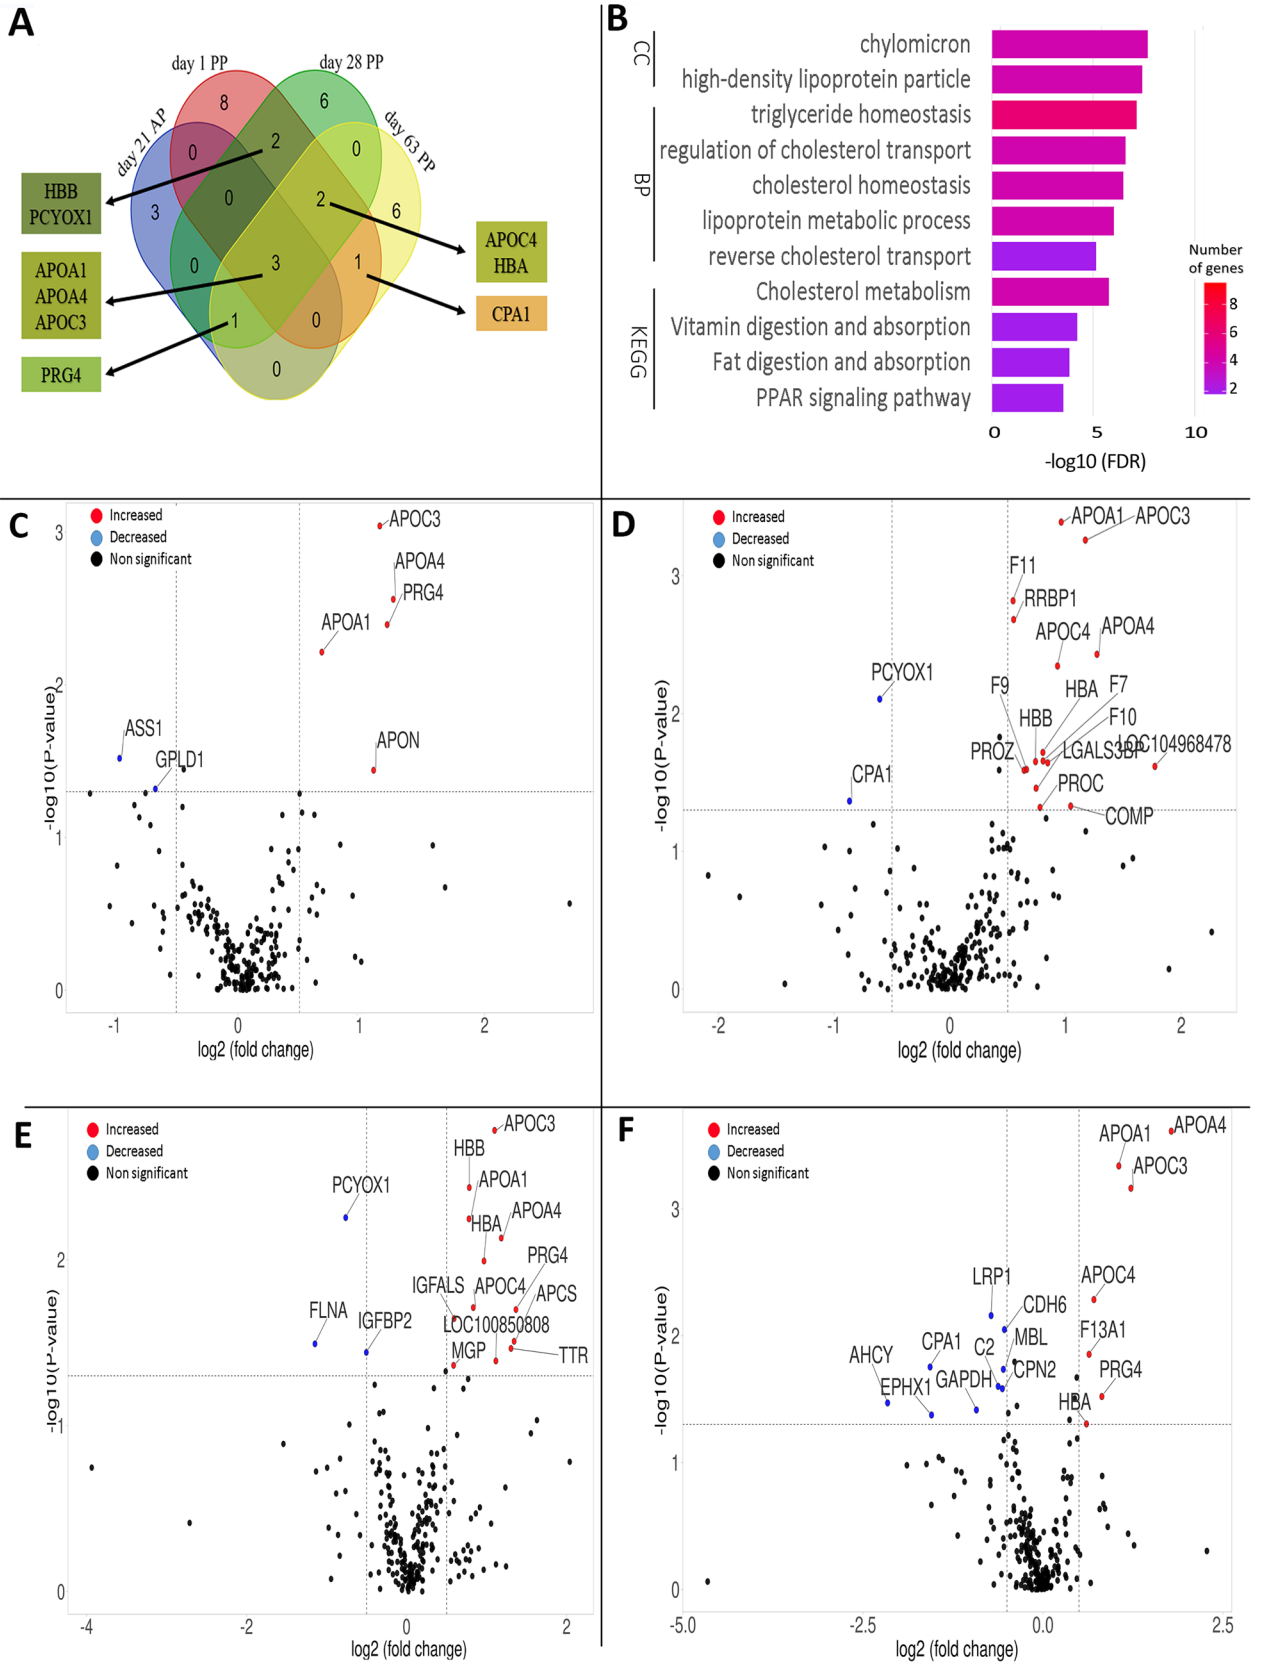 A
day 1 PP
day 28 PP
day 21 AP
day 63 PP
8
6
2
0
0
3
0
2
6
0
3
1
1
0
0
HBB
PCYOX1
APOA1
APOA4
APOC3
PRG4
APOC4
HBA
CPA1
B
CC
BP
KEGG
chylomicron
high-density lipoprotein particle
triglyceride homeostasis
regulation of cholesterol transport
cholesterol homeostasis
lipoprotein metabolic process
reverse cholesterol transport
Cholesterol metabolism
Vitamin digestion and absorption
Fat digestion and absorption
PPAR signaling pathway
0 5 10
-log10 (FDR)
Number
of genes
8
6
4
2
C
Increased
Decreased
Non significant
APOC3
APOA4
PRG4
APOA1
APON
ASS1
GPLD1
3
2
1
0
-log10(P-value)
-1 0 1 2
log2 (fold change)
D
Increased
Decreased
Non significant
APOA1 APOC3
F11
RRBP1
APOC4 APOA4
PCYOX1
F9 HBA F7
HBB F10
PROZ LGALS3BP LOC104968478
CPA1 PROC
COMP
3
2
1
0
-log10(P-value)
-2 -1 0 1 2
log2 (fold change)
E
Increased
Decreased
Non significant
APOC3
HBB
PCYOX1 APOA1
HBA APOA4
PRG4
IGFALS APOC4 APCS
FLNA IGFBP2 LOC100850808
MGP TTR
2
1
0
-log10(P-value)
-4 -2 0 2
log2 (fold change)
F
Increased
Decreased
Non significant
APOA1 APOA4
APOC3
LRP1 APOC4
CDH6
CPA1 C2 MBL F13A1
AHCY
EPHX1 GAPDH CPN2 PRG4
HBA
3
2
1
0
-log10(P-value)
-5.0 -2.5 0.0 2.5
log2 (fold change)